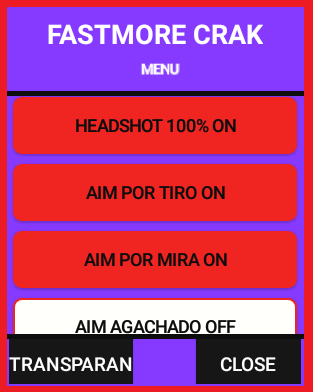 FASTMORE CRAK
MENU
HEADSHOT 100% ON
AIM POR TIRO ON
AIM POR MIRA ON
AIM AGACHADO OFF
TRANSPARAN
CLOSE